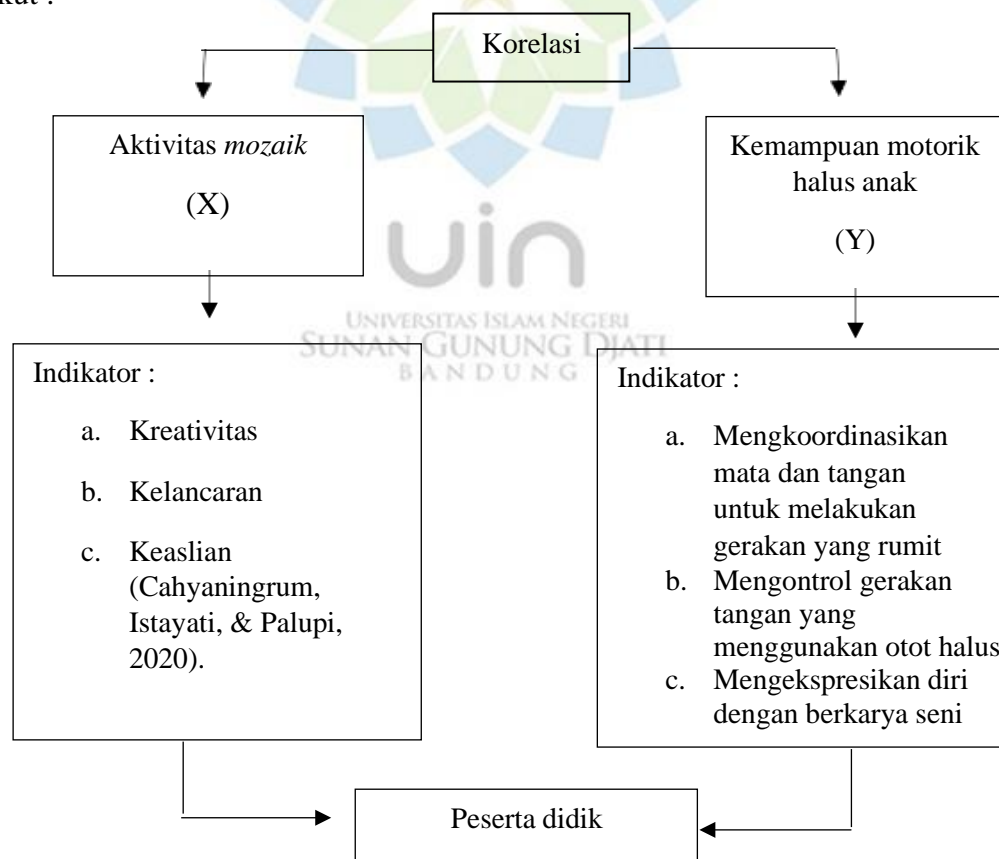 kut :
Korelasi
Aktivitas mozaik
(X)
Kemampuan motorik
halus anak
(Y)
uin
UNIVERSITAS ISLAM NEGERI
SUNAN GUNUNG DJATI
BANDUNG
Indikator :
a. Kreativitas
b. Kelancaran
c. Keaslian
(Cahyaningrum,
Istayati, & Palupi,
2020).
Indikator :
a. Mengkoordinasikan
mata dan tangan
untuk melakukan
gerakan yang rumit
b. Mengontrol gerakan
tangan yang
menggunakan otot halus
c. Mengekspresikan diri
dengan berkarya seni
Peserta didik